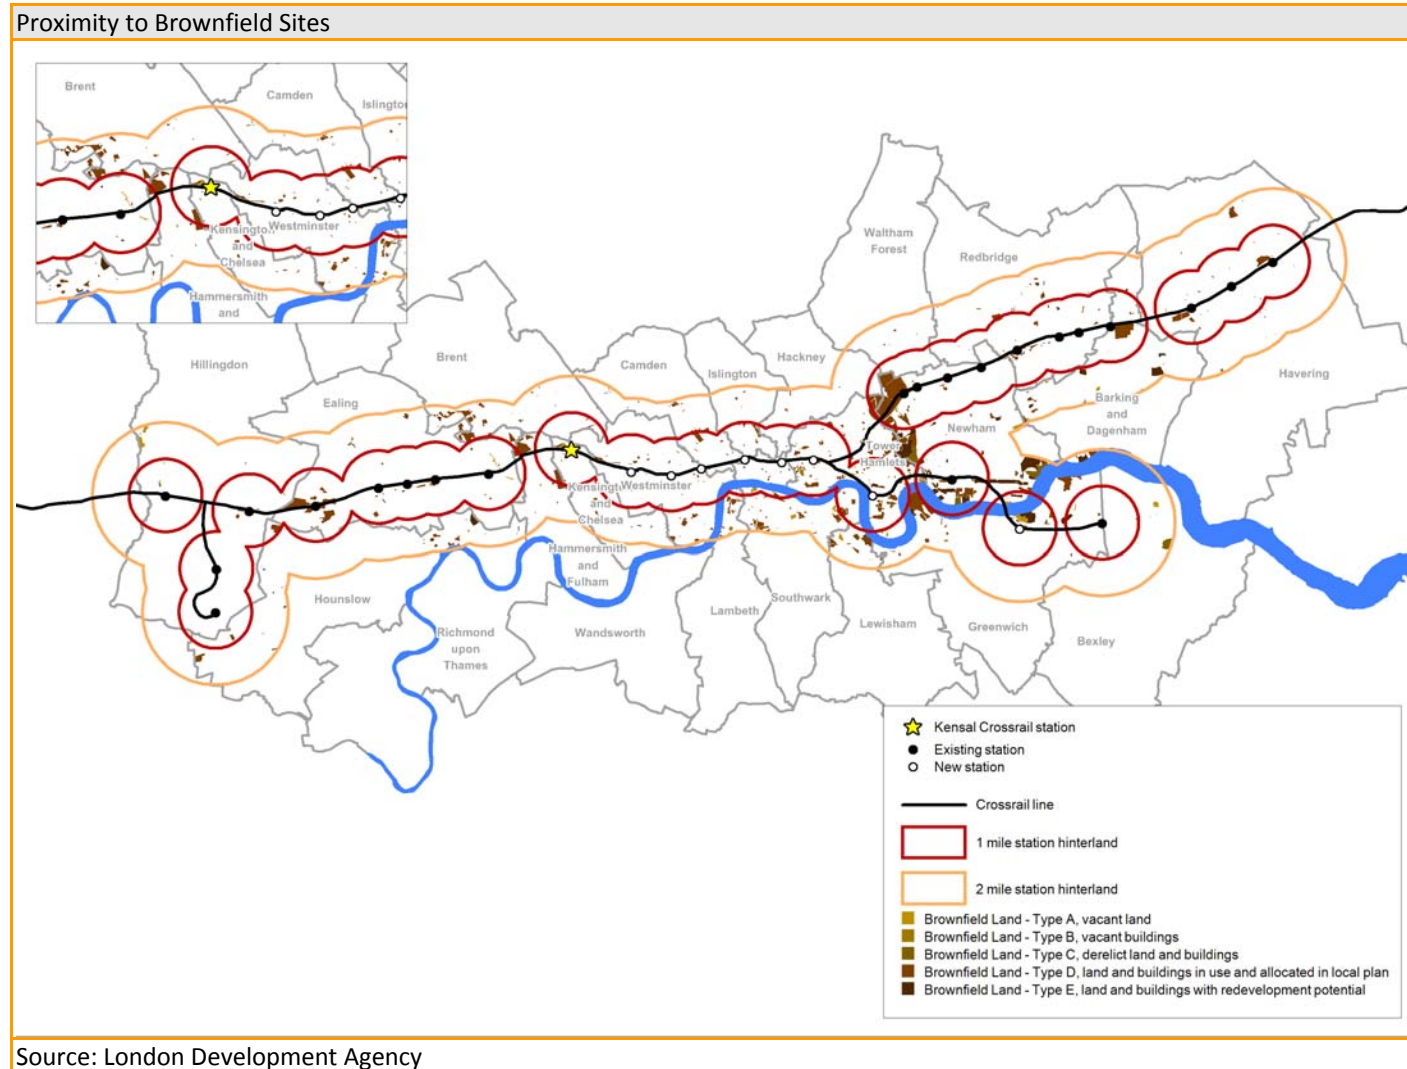 Proximity to Brownfield Sites
Brent
Camden
Islington
Kensington
and
Chelsea
Westminster
Hammersmith
and
Waltham
Forest
Redbridge
Hillingdon
Brent
Camden
Islington
Hackney
Havering
Ealing
Barking
and
Dagenham
Newham
Tower
Hamlets
Kensingt
Westminster
and
Chelsea
Hammersmith
and
Fulham
Hounslow
Lambeth
Southwark
Richmond
upon
Thames
Wandsworth
Lewisham
Greenwich
Bexley
Kensal Crossrail station
Existing station
New station
Crossrail line
1 mile station hinterland
2 mile station hinterland
Brownfield Land - Type A, vacant land
Brownfield Land - Type B, vacant buildings
Brownfield Land - Type C, derelict land and buildings
Brownfield Land - Type D, land and buildings in use and allocated in local plan
Brownfield Land - Type E, land and buildings with redevelopment potential
Source: London Development Agency